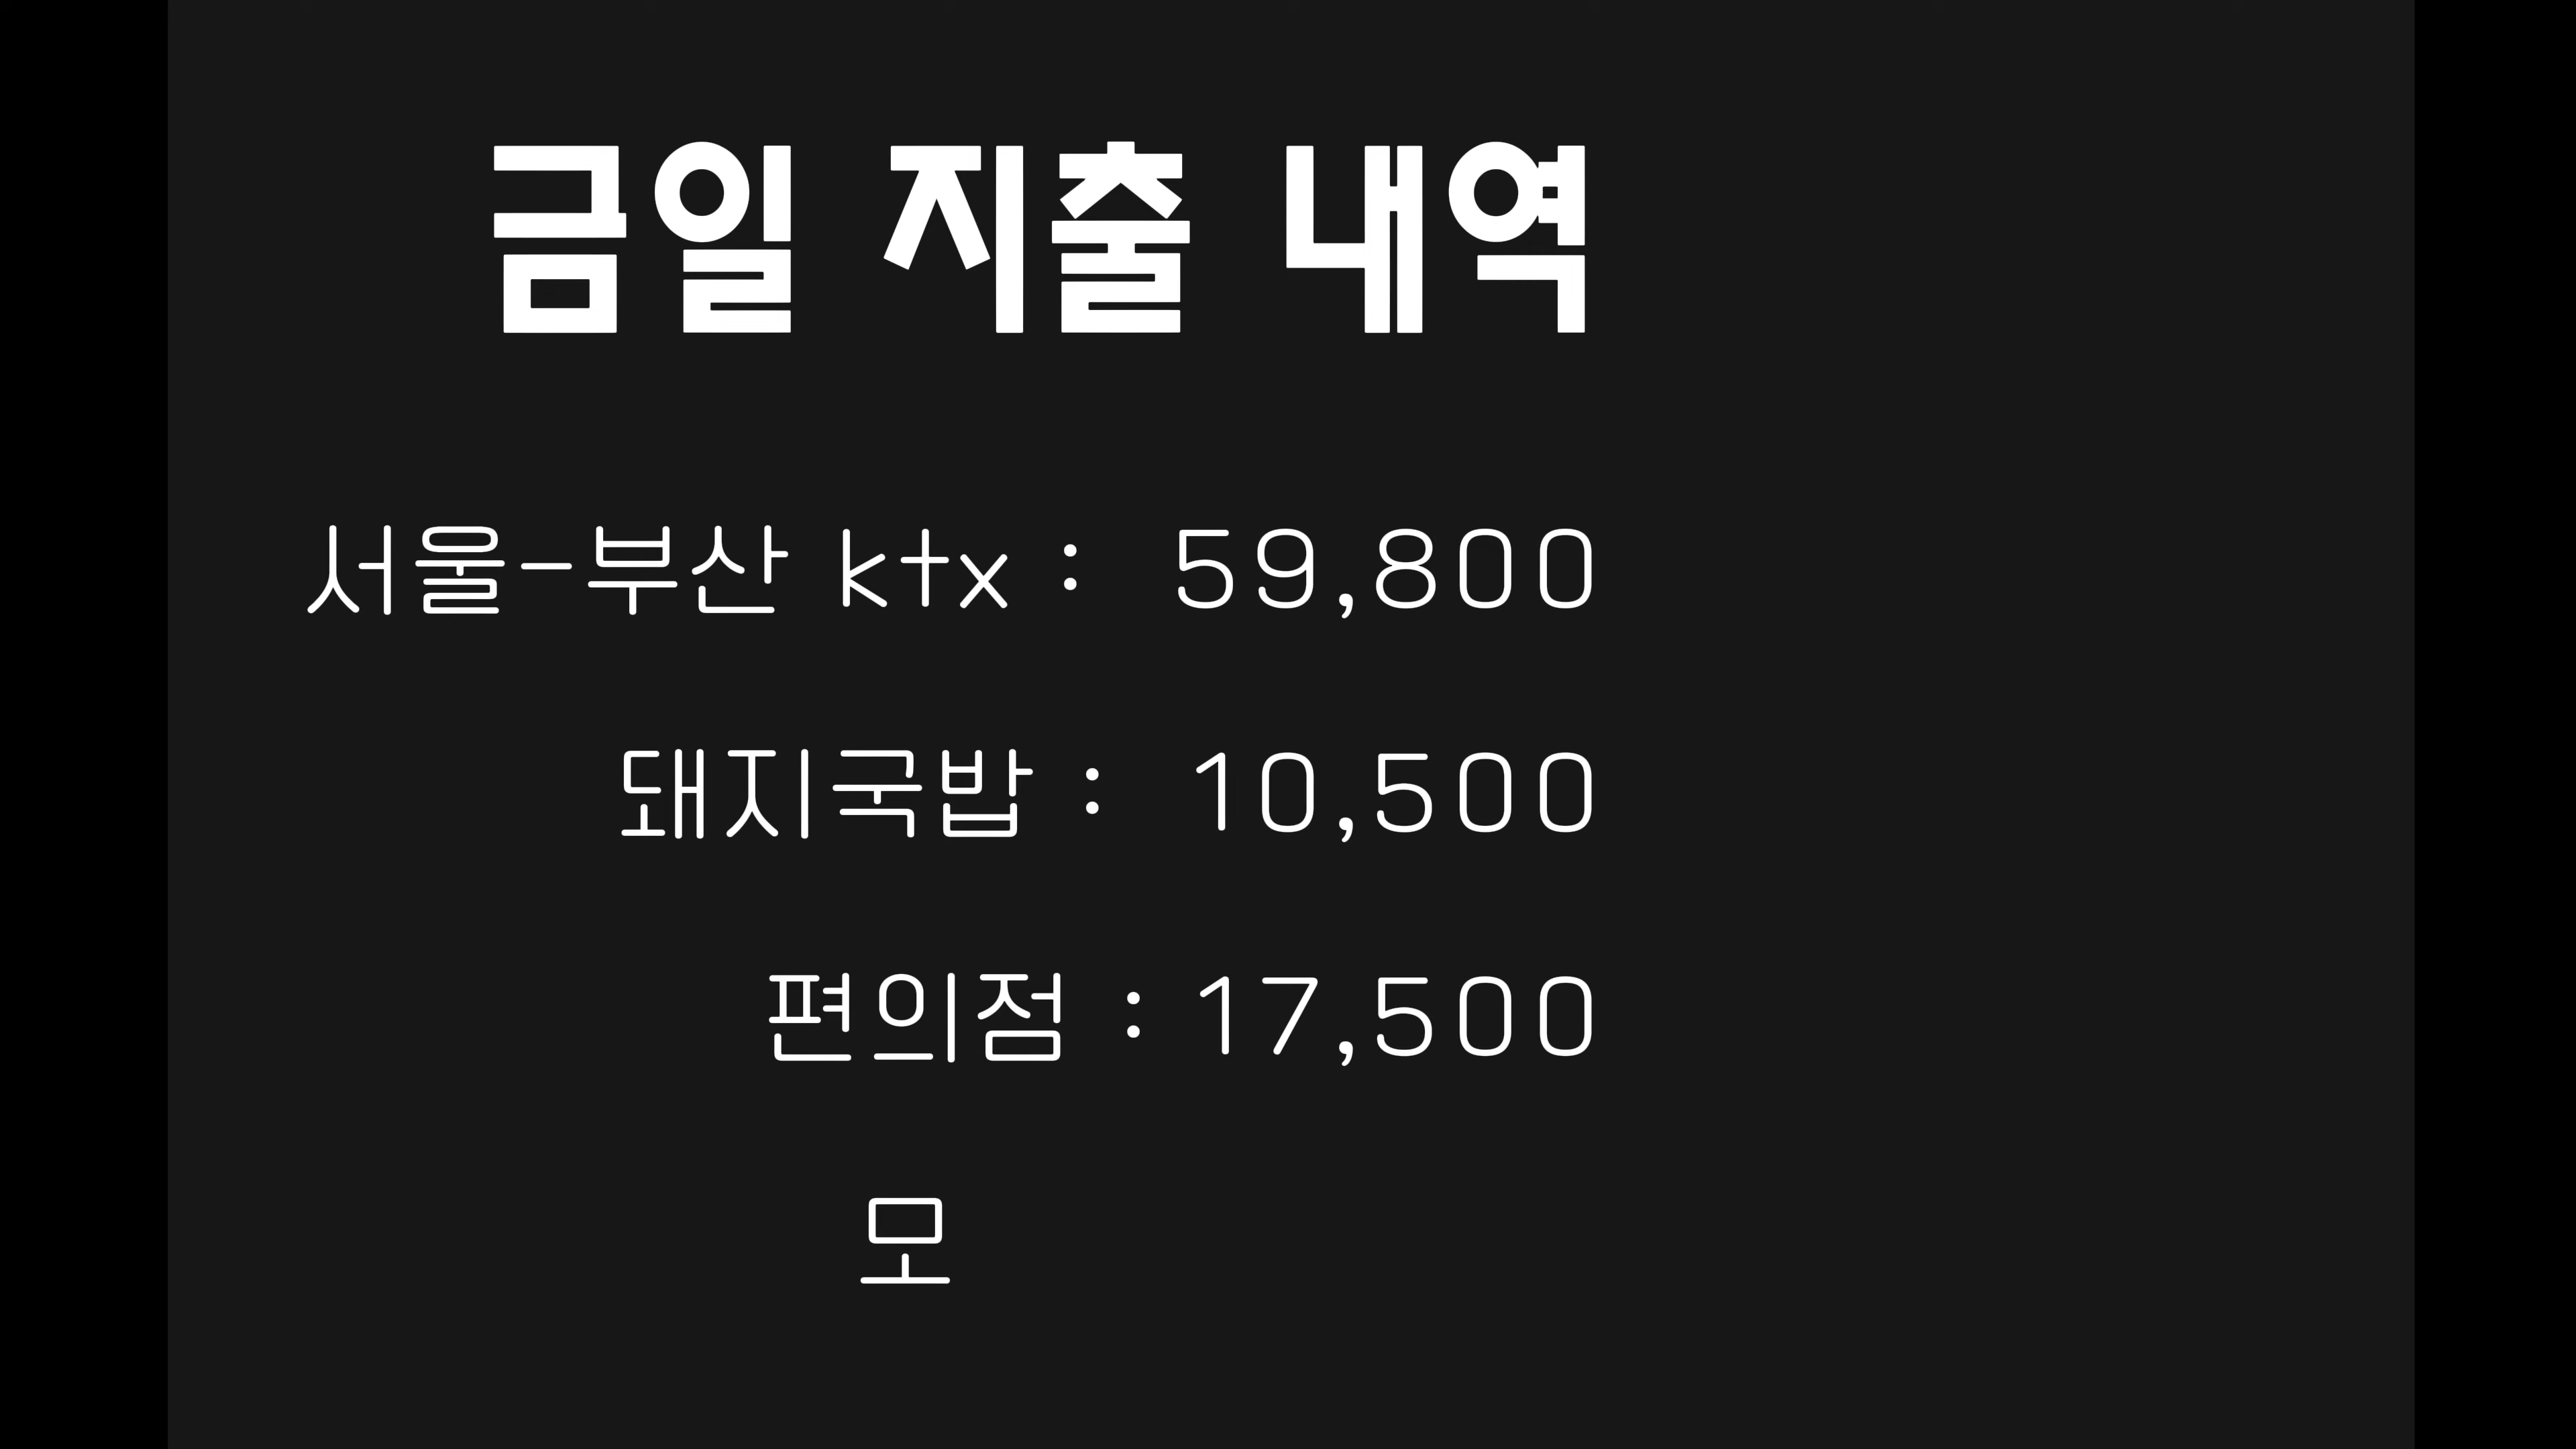 금일 지출 내역
서울-부산 ktx : 59,800
돼지국밥 : 10,500
편의점 : 17,500
모